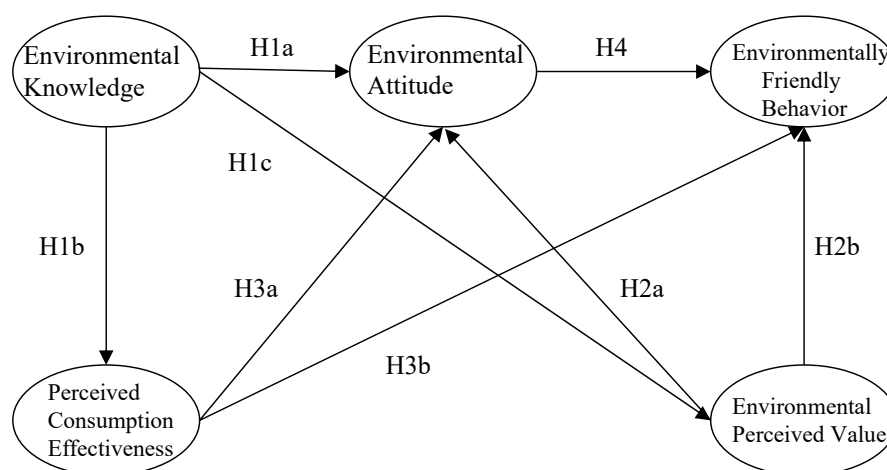 Environmental
Knowledge
H1a
Environmental
Attitude
H4
Environmentally
Friendly
Behavior
H1c
H1b
H3a
H2a
H2b
H3b
Perceived
Consumption
Effectiveness
Environmental
Perceived Value